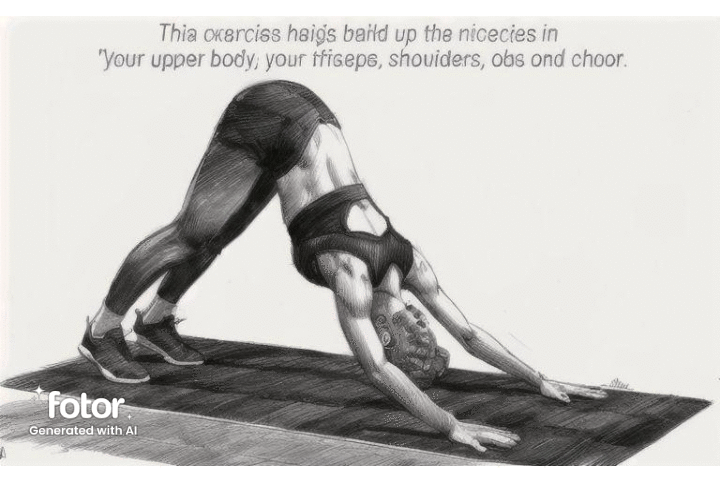 Thia oxarciss haigs baild up the nicecies in
"your upper body; your tfiseps, shouiders, obs ond choor.
fotor.
Generated with AI